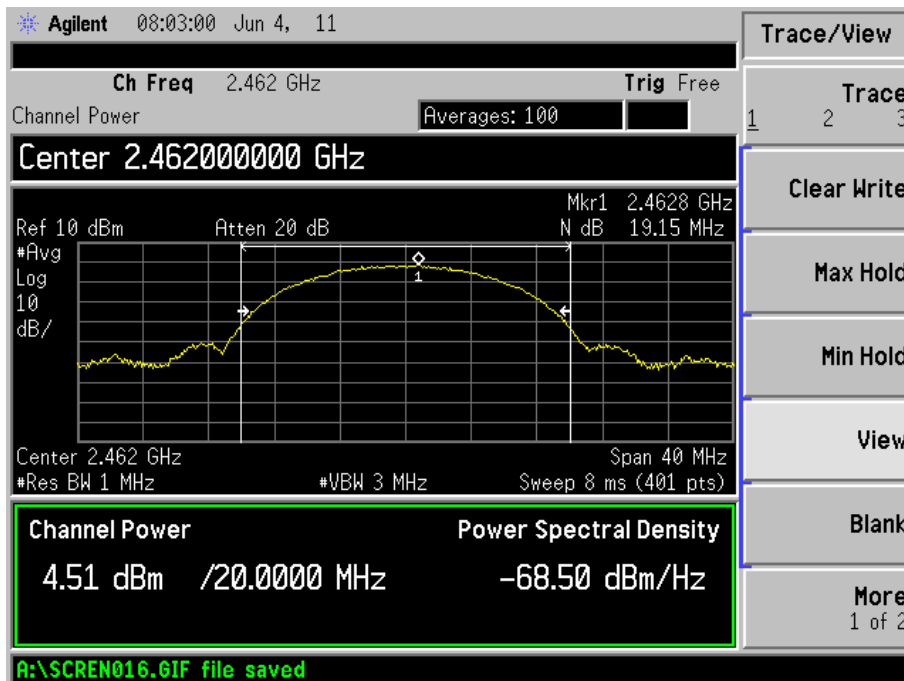 Agilent 08:03:00 Jun 4, 11
Trace/View
Ch Freq 2.462 GHz Trig Free
Channel Power Averages: 100
Center 2.462000000 GHz
Mkr1 2.4628 GHz
Ref 10 dBm Atten 20 dB N dB 19.15 MHz
#Avg
Log
10
dB/
1
Center 2.462 GHz Span 40 MHz
#Res BW 1 MHz #VBW 3 MHz Sweep 8 ms (401 pts)
Channel Power Power Spectral Density
4.51 dBm /20.0000 MHz -68.50 dBm/Hz
A:\SCREN016.GIF file saved
Trace
1 2 3
Clear Write
Max Hold
Min Hold
View
Blank
More
1 of 2